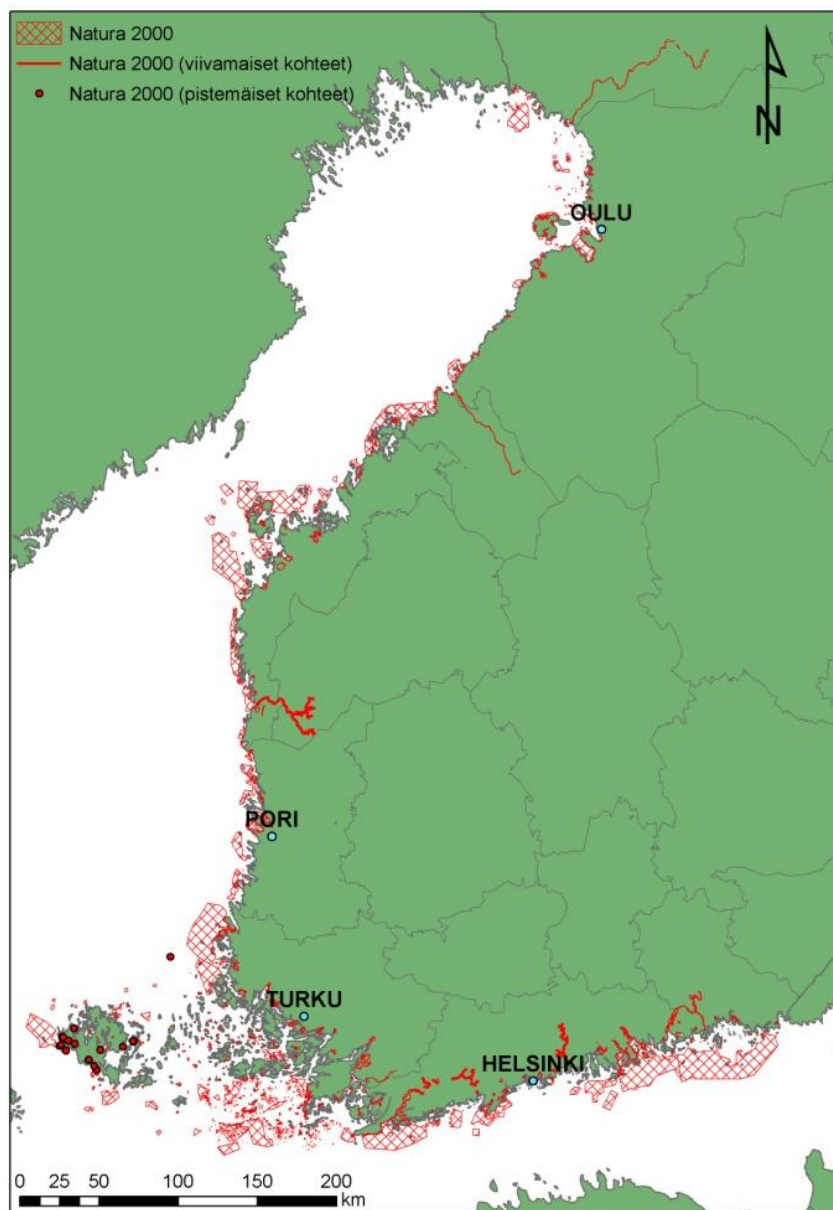 Natura 2000
Natura 2000 (viivamaiset kohteet)
Natura 2000 (pistemäiset kohteet)
N
OULU
PORI
TURKU
HELSINKI
0 25 50 100 150 200
km